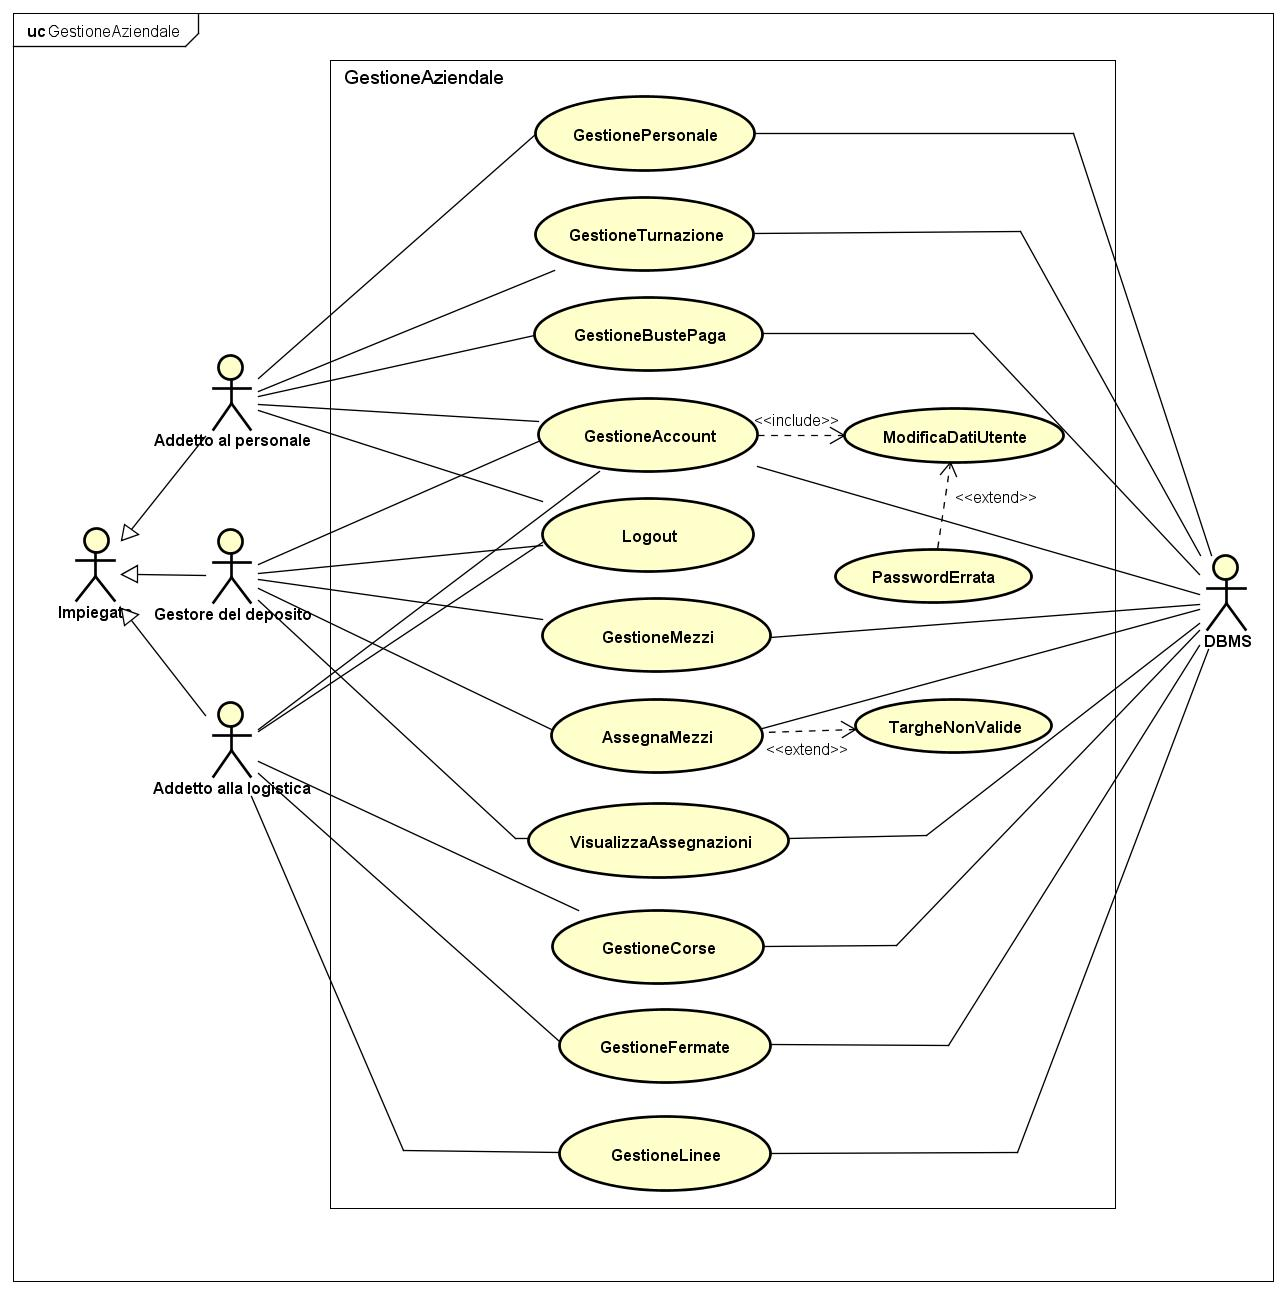 uc GestioneAziendale
GestioneAziendale
GestionePersonale
GestioneTurnazione
GestioneBustePaga
<<include>>
GestioneAccount
ModificaDatiUtente
Addetto al personale
<<extend>>
Logout
PasswordErrata
Impiegato
Gestore del deposito
GestioneMezzi
DBMS
AssegnaMezzi
TargheNonValide
<<extend>>
Addetto alla logistica
VisualizzaAssegnazioni
GestioneCorse
GestioneFermate
GestioneLinee